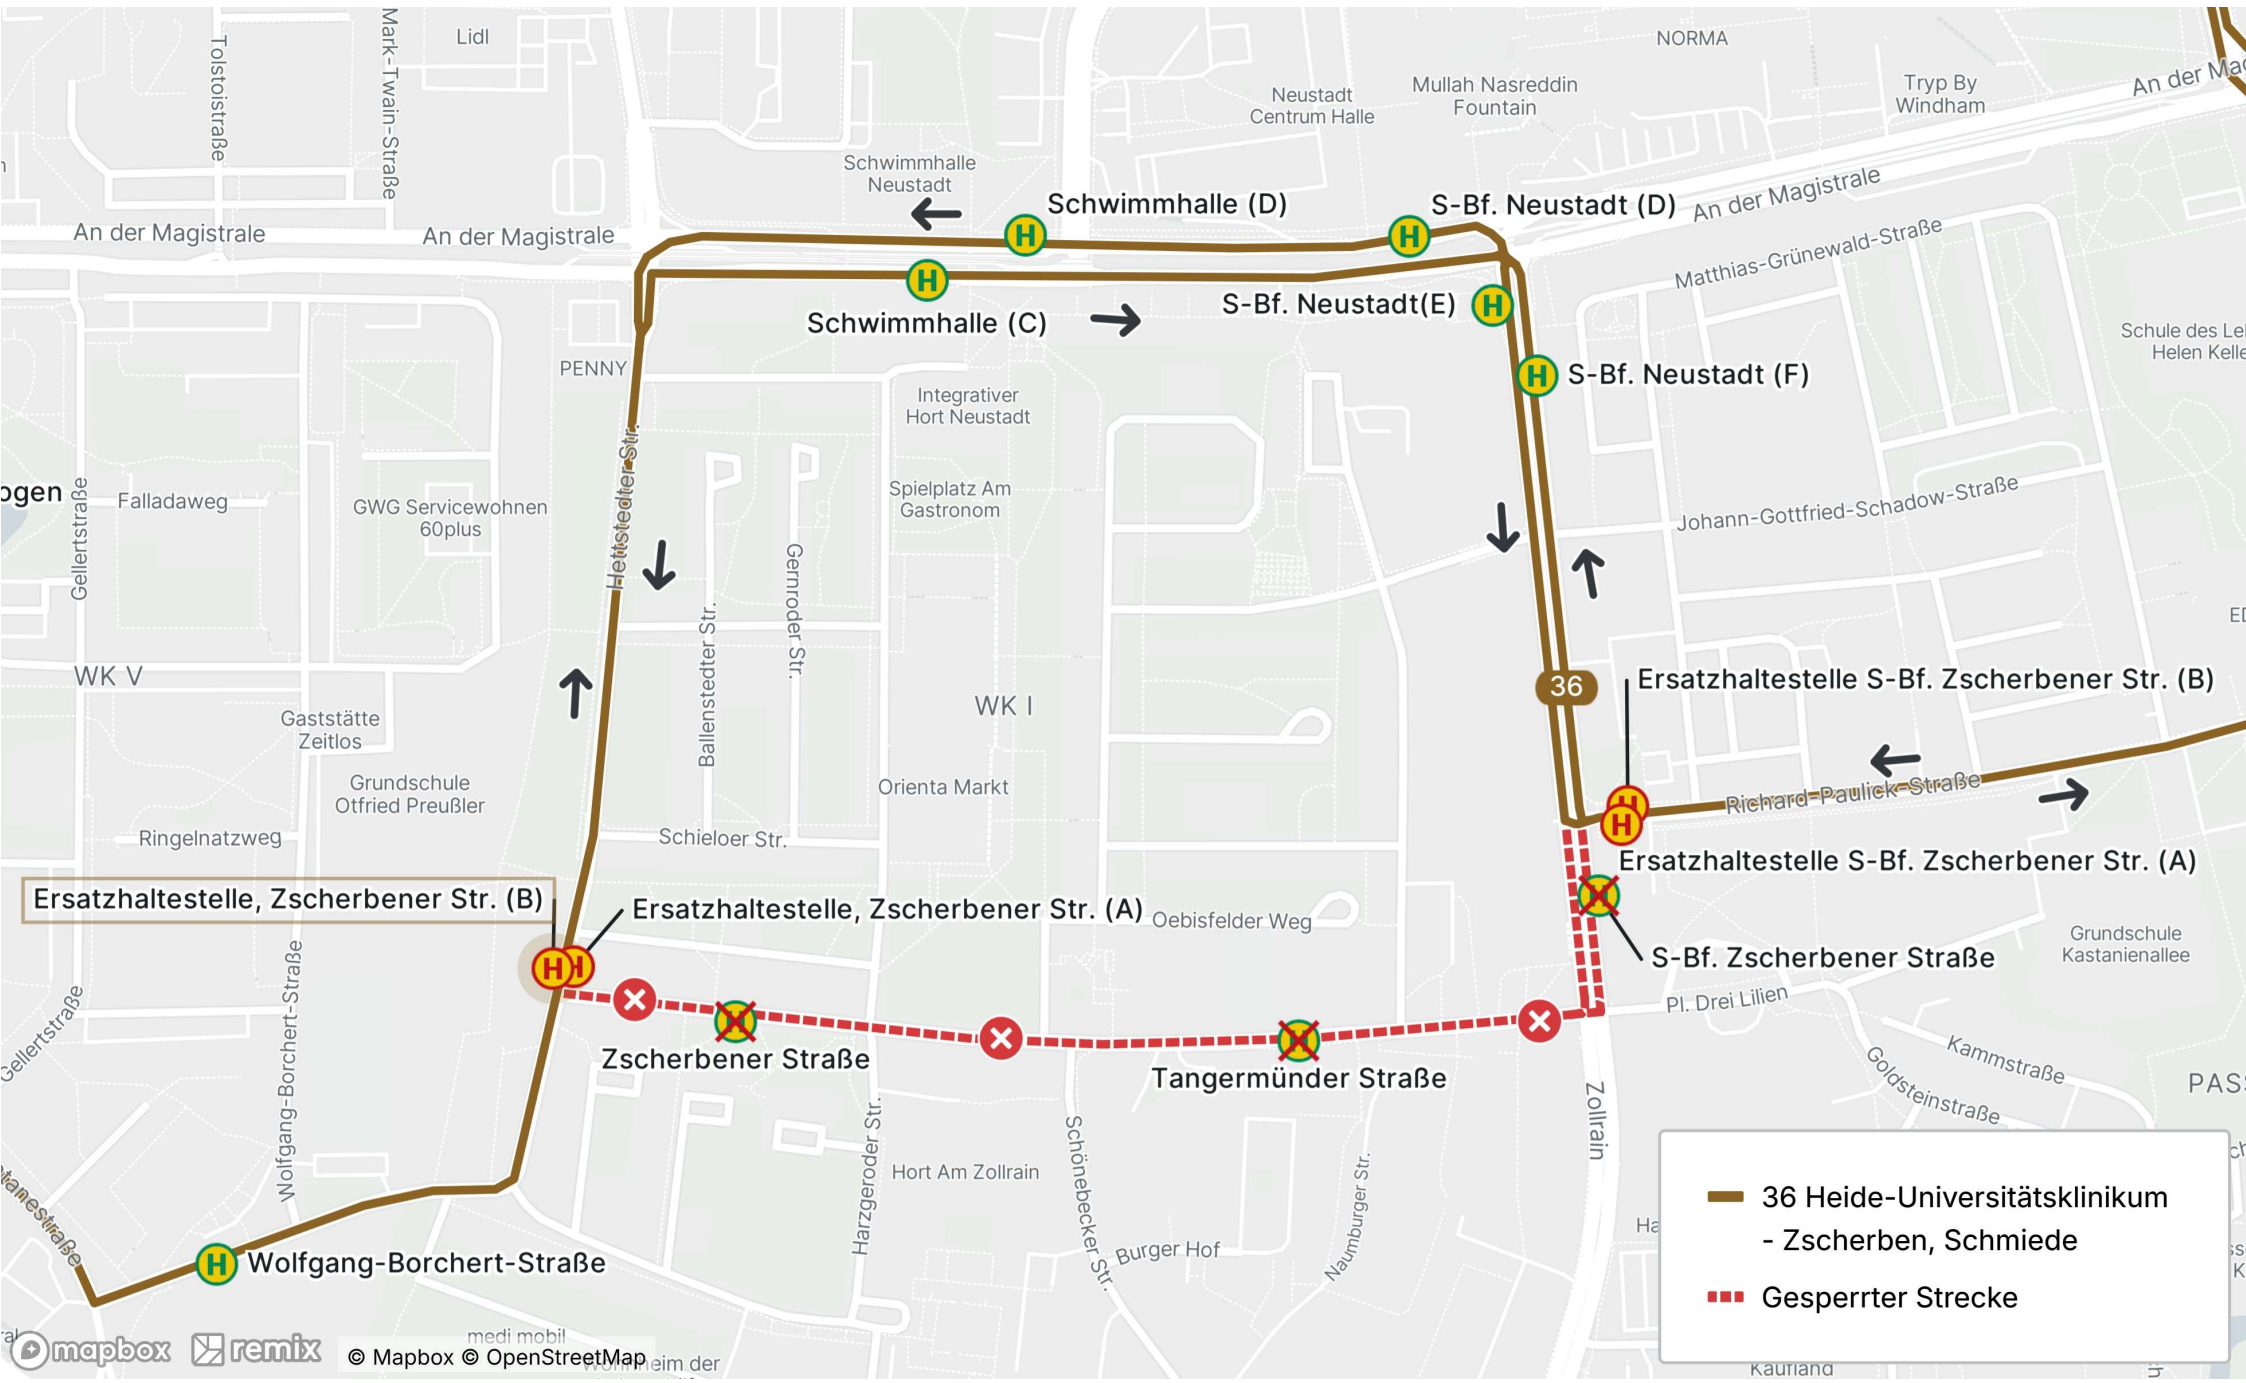 Tolstoistraße
Mark-Twain-Straße
Lidl
NORMA
Neustadt
Centrum Halle
Mullah Nasreddin
Fountain
Tryp By
Windham
An der Mag
Schwimmhalle
Neustadt
Schwimmhalle (D)
S-Bf. Neustadt (D)
An der Magistrale
An der Magistrale
An der Magistrale
Matthias-Grünewald-Straße
Schwimmhalle (C)
S-Bf. Neustadt(E)
Schule des Le
Helen Kelle
PENNY
S-Bf. Neustadt (F)
Integrativer
Hort Neustadt
Hettstedter Str.
ogen
Gellertstraße
Falladaweg
GWG Servicewohnen
60plus
Spielplatz Am
Gastronom
Johann-Gottfried-Schadow-Straße
Gernroder Str.
Ballenstedter Str.
WK V
WK I
36
Ersatzhaltestelle S-Bf. Zscherbener Str. (B)
Gaststätte
Zeitlos
Grundschule
Otfried Preußler
Orienta Markt
Richard-Paulick-Straße
Ringelnatzweg
Schieloer Str.
Ersatzhaltestelle S-Bf. Zscherbener Str. (A)
Ersatzhaltestelle, Zscherbener Str. (B)
Ersatzhaltestelle, Zscherbener Str. (A)
Oebisfelder Weg
Grundschule
Kastanienallee
S-Bf. Zscherbener Straße
Pl. Drei Lilien
Gellertstraße
Wolfgang-Borchert-Straße
Zscherbener Straße
Tangermünder Straße
Kammstraße
Goldsteinstraße
PAS
Zollrain
Harzgeroder Str.
Hort Am Zollrain
Schönebecker Str.
Burger Hof
Naumburger Str.
tanestraße
Wolfgang-Borchert-Straße
36 Heide-Universitätsklinikum
- Zscherben, Schmiede
Gesperrter Strecke
mapbox
remix
© Mapbox © OpenStreetMap
medi mobil
heim der
Kaufland